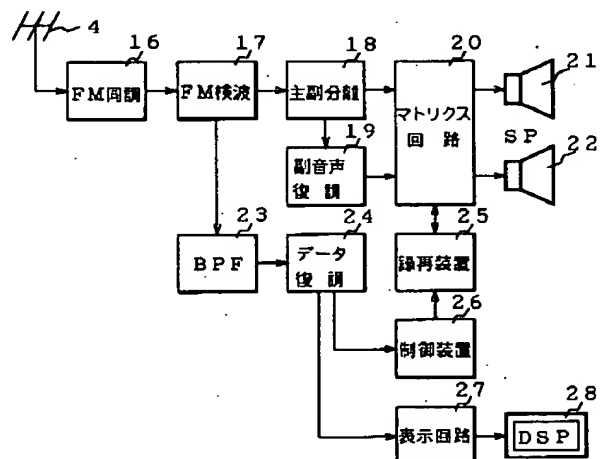 4
16
17
18
20
21
FM同調
FM検波
主副分離
マトリクス
回路
SP
19
副音声
復調
22
23
24
25
BPF
データ
復調
録再装置
26
制御装置
27
28
表示回路
DSP